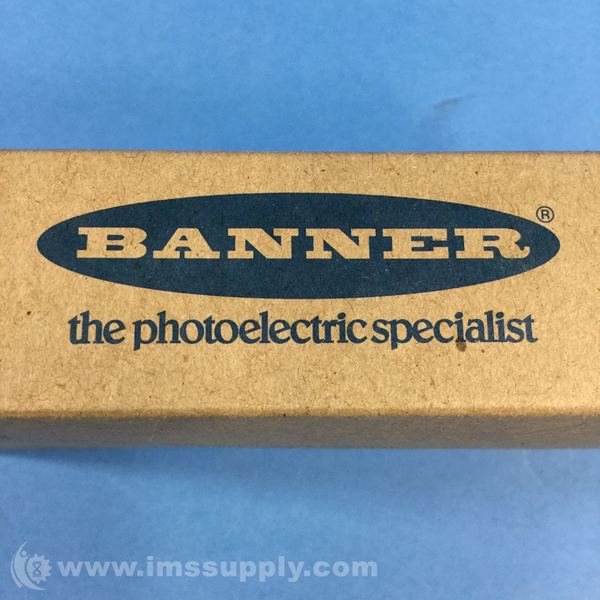 BANNER®
the photoelectric specialist
www.imssupply.com